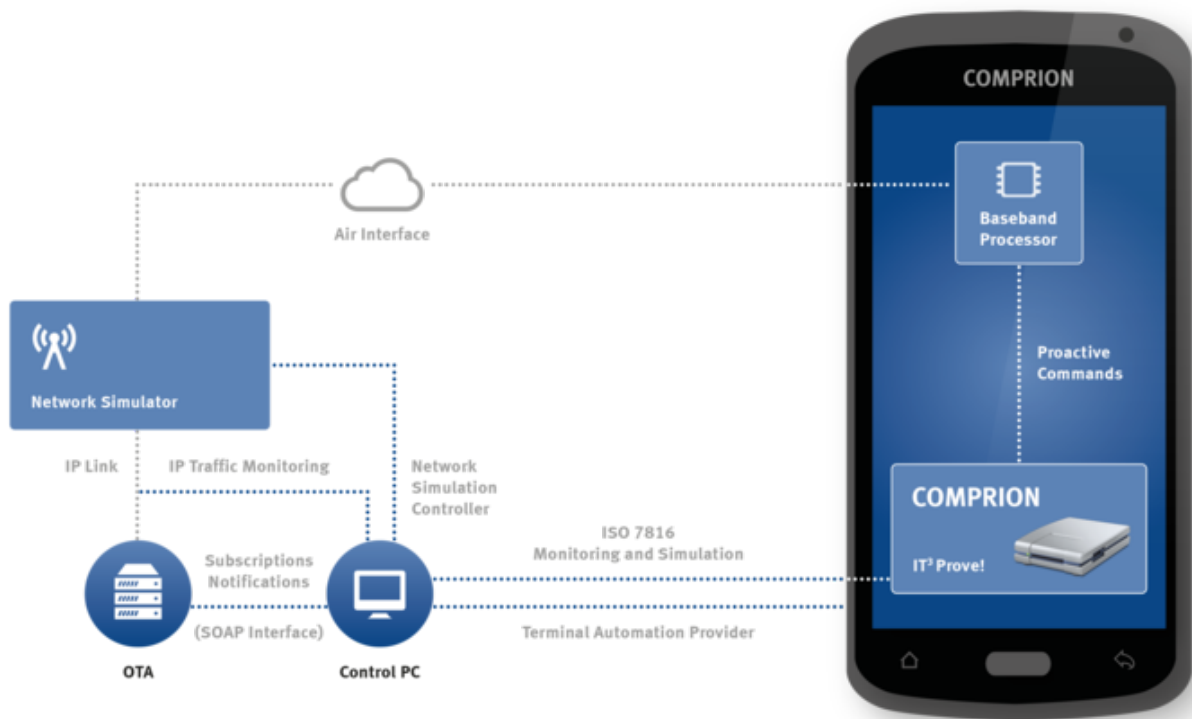 COMPRION
Baseband
Processor
Air Interface
Proactive
Commands
Network Simulator
IP Link
IP Traffic Monitoring
Network
Simulation
Controller
COMPRION
IT³ Prove!
ISO 7816
Monitoring and Simulation
Subscriptions
Notifications
(SOAP Interface)
Terminal Automation Provider
OTA
Control PC